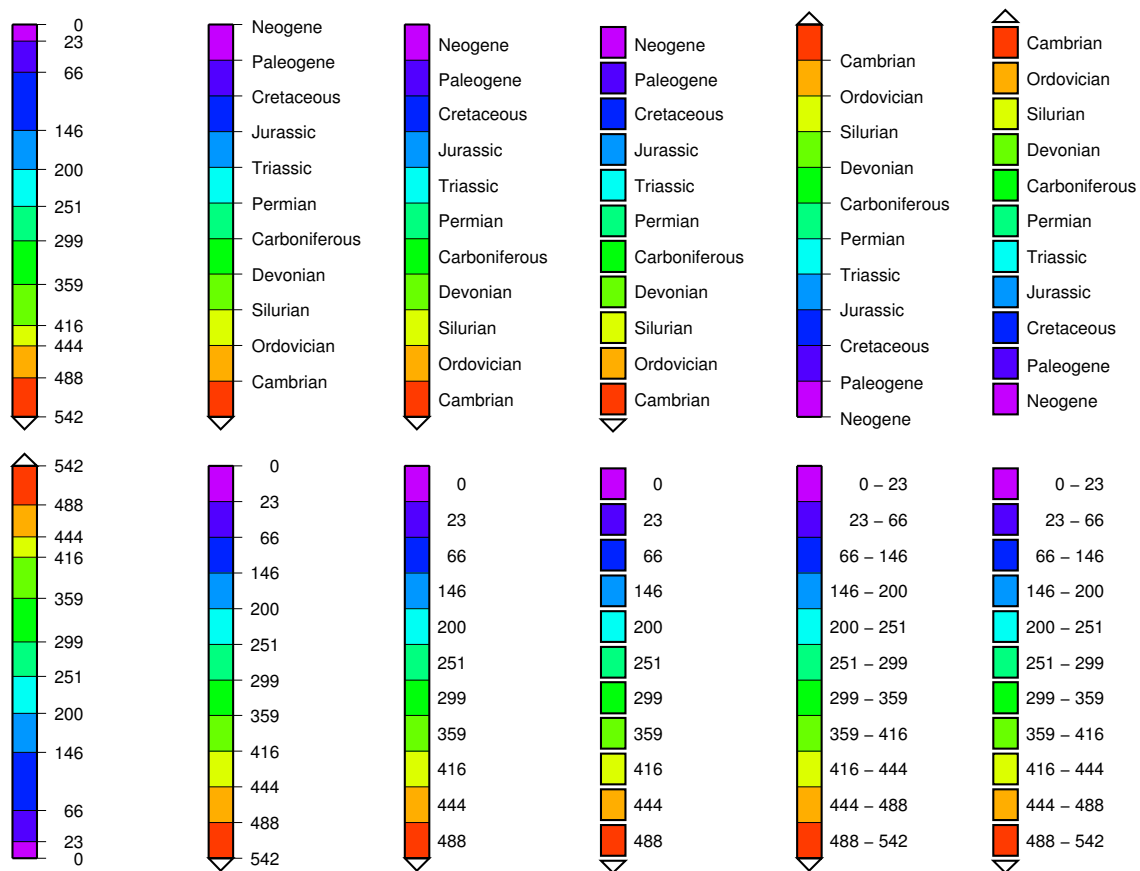 0
23
66
146
200
251
299
359
416
444
488
542
Neogene
Paleogene
Cretaceous
Jurassic
Triassic
Permian
Carboniferous
Devonian
Silurian
Ordovician
Cambrian
Neogene
Paleogene
Cretaceous
Jurassic
Triassic
Permian
Carboniferous
Devonian
Silurian
Ordovician
Cambrian
Neogene
Paleogene
Cretaceous
Jurassic
Triassic
Permian
Carboniferous
Devonian
Silurian
Ordovician
Cambrian
Cambrian
Ordovician
Silurian
Devonian
Carboniferous
Permian
Triassic
Jurassic
Cretaceous
Paleogene
Neogene
Cambrian
Ordovician
Silurian
Devonian
Carboniferous
Permian
Triassic
Jurassic
Cretaceous
Paleogene
Neogene
542
488
444
416
359
299
251
200
146
66
23
0
0
23
66
146
200
251
299
359
416
444
488
542
0
23
66
146
200
251
299
359
416
444
488
0
23
66
146
200
251
299
359
416
444
488
0 − 23
23 − 66
66 − 146
146 − 200
200 − 251
251 − 299
299 − 359
359 − 416
416 − 444
444 − 488
488 − 542
0 − 23
23 − 66
66 − 146
146 − 200
200 − 251
251 − 299
299 − 359
359 − 416
416 − 444
444 − 488
488 − 542